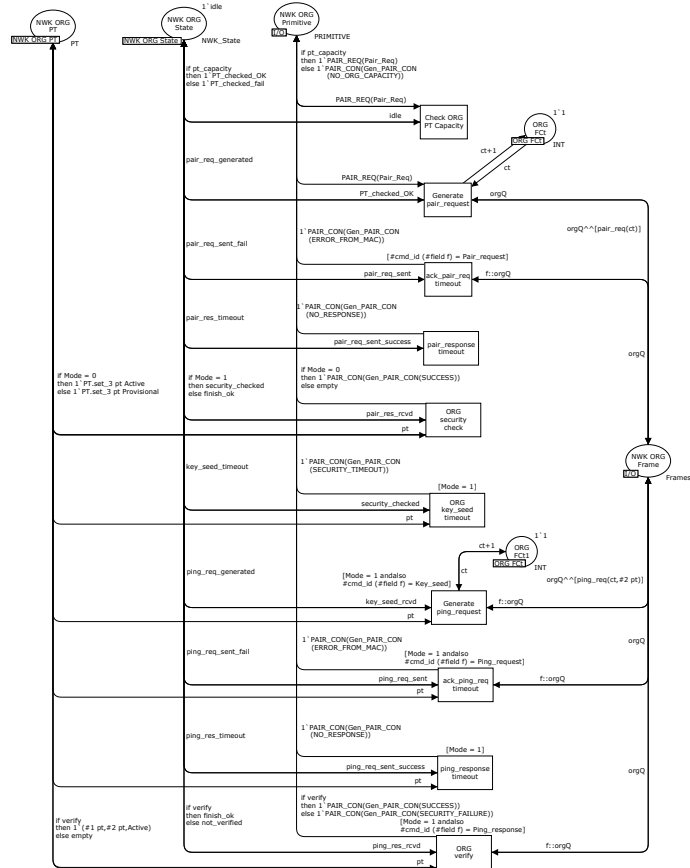 1`idle
NWK ORG
PT
NWK ORG PT
PT
NWK ORG
State
NWK ORG State
NWK_State
NWK ORG
Primitive
I/O
PRIMITIVE
if pt_capacity
then 1`PT_checked_OK
else 1`PT_checked_fail
if pt_capacity
then 1`PAIR_REQ(Pair_Req)
else 1`PAIR_CON(Gen_PAIR_CON
(NO_ORG_CAPACITY))
PAIR_REQ(Pair_Req)
idle
Check ORG
PT Capacity
1`1
ORG
FCt
ORG FCt
INT
ct+1
ct
pair_req_generated
PAIR_REQ(Pair_Req)
PT_checked_OK
Generate
pair_request
orgQ
orgQ^^[pair_req(ct)]
1`PAIR_CON(Gen_PAIR_CON
(ERROR_FROM_MAC)
pair_req_sent_fail
[#cmd_id (#field f) = Pair_request]
pair_req_sent
ack_pair_req
timeout
f::orgQ
1`PAIR_CON(Gen_PAIR_CON
(NO_RESPONSE))
pair_res_timeout
pair_req_sent_success
pair_response
timeout
orgQ
if Mode = 0
then 1`PT.set_3 pt Active
else 1`PT.set_3 pt Provisional
if Mode = 1
then security_checked
else finish_ok
if Mode = 0
then 1`PAIR_CON(Gen_PAIR_CON(SUCCESS))
else empty
pair_res_rcvd
pt
ORG
security
check
NWK ORG
Frame
I/O
Frames
key_seed_timeout
1`PAIR_CON(Gen_PAIR_CON
(SECURITY_TIMEOUT))
[Mode = 1]
security_checked
pt
ORG
key_seed
timeout
1`1
ct+1
ORG
FCt1
ORG FCt
INT
ct
ping_req_generated
[Mode = 1 andalso
#cmd_id (#field f) = Key_seed]
orgQ^^[ping_req(ct,#2 pt)]
key_seed_rcvd
pt
Generate
ping_request
f::orgQ
ping_req_sent_fail
1`PAIR_CON(Gen_PAIR_CON
(ERROR_FROM_MAC))
orgQ
[Mode = 1 andalso
#cmd_id (#field f) = Ping_request]
ping_req_sent
pt
ack_ping_req
timeout
f::orgQ
ping_res_timeout
1`PAIR_CON(Gen_PAIR_CON
(NO_RESPONSE))
[Mode = 1]
ping_req_sent_success
pt
ping_response
timeout
orgQ
if verify
then 1`(#1 pt,#2 pt,Active)
else empty
if verify
then finish_ok
else not_verified
if verify
then 1`PAIR_CON(Gen_PAIR_CON(SUCCESS))
else 1`PAIR_CON(Gen_PAIR_CON(SECURITY_FAILURE))
[Mode = 1 andalso
#cmd_id (#field f) = Ping_response]
ping_res_rcvd
pt
ORG
verify
f::orgQ